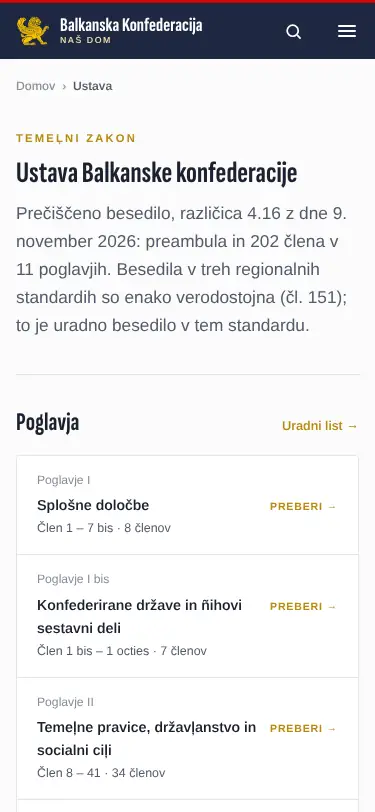 Balkanska Konfederacija
NAŠ DOM
Domov › Ustava
TEMEĻNI ZAKON
Ustava Balkanske konfederacije
Prečiščeno besedilo, različica 4.16 z dne 9.
november 2026: preambula in 202 člena v
11 poglavjih. Besedila v treh regionalnih
standardih so enako verodostojna (čl. 151);
to je uradno besedilo v tem standardu.
Poglavja
Uradni list →
Poglavje I
Splošne določbe
PREBERI →
Člen 1 – 7 bis · 8 členov
Poglavje I bis
Konfederirane države in ñihovi
sestavni deli
PREBERI →
Člen 1 bis – 1 octies · 7 členov
Poglavje II
Temeļne pravice, državļanstvo in
socialni ciļi
PREBERI →
Člen 8 – 41 · 34 členov